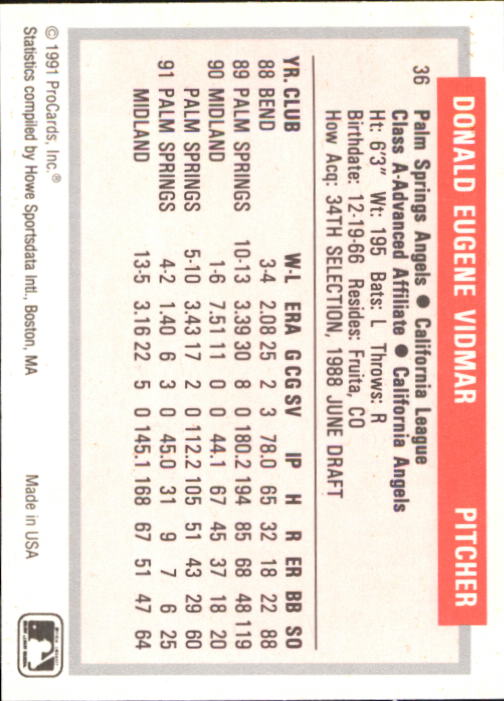 DONALD EUGENE VIDMAR PITCHER
36 Palm Springs Angels ● California League
Class A-Advanced Affiliate ● California Angels
Ht: 6'3" Wt: 195 Bats: L Throws: R
Birthdate: 12-19-66 Resides: Fruita, CO
How Acq: 34TH SELECTION, 1988 JUNE DRAFT
YR. CLUB W-L ERA G CG SV IP H R ER BB SO
88 BEND 3-4 2.08 25 2 3 78.0 65 32 18 22 88
89 PALM SPRINGS 10-13 3.39 30 8 0 180.2 194 85 68 48 119
90 MIDLAND 1-6 7.51 11 0 0 44.1 67 45 37 18 20
PALM SPRINGS 5-10 3.43 17 2 0 112.2 105 51 43 29 60
91 PALM SPRINGS 4-2 1.40 6 3 0 45.0 31 9 7 6 25
MIDLAND 13-5 3.16 22 5 0 145.1 168 67 51 47 64
© 1991 ProCards, Inc.® Made in USA
Statistics compiled by Howe Sportsdata Intl., Boston, MA